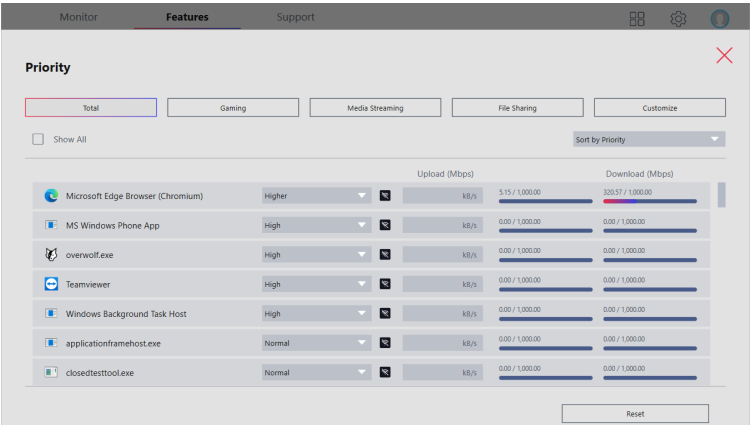 Monitor Features Support
Priority
Total Gaming Media Streaming File Sharing Customize
Show All Sort by Priority
Upload (Mbps) Download (Mbps)
Microsoft Edge Browser (Chromium) Higher kB/s 5.15 / 1,000.00 320.57 / 1,000.00
MS Windows Phone App High kB/s 0.00 / 1,000.00 0.00 / 1,000.00
overwolf.exe High kB/s 0.00 / 1,000.00 0.00 / 1,000.00
Teamviewer High kB/s 0.00 / 1,000.00 0.00 / 1,000.00
Windows Background Task Host High kB/s 0.00 / 1,000.00 0.00 / 1,000.00
applicationframehost.exe Normal kB/s 0.00 / 1,000.00 0.00 / 1,000.00
closedtesttool.exe Normal kB/s 0.00 / 1,000.00 0.00 / 1,000.00
Reset